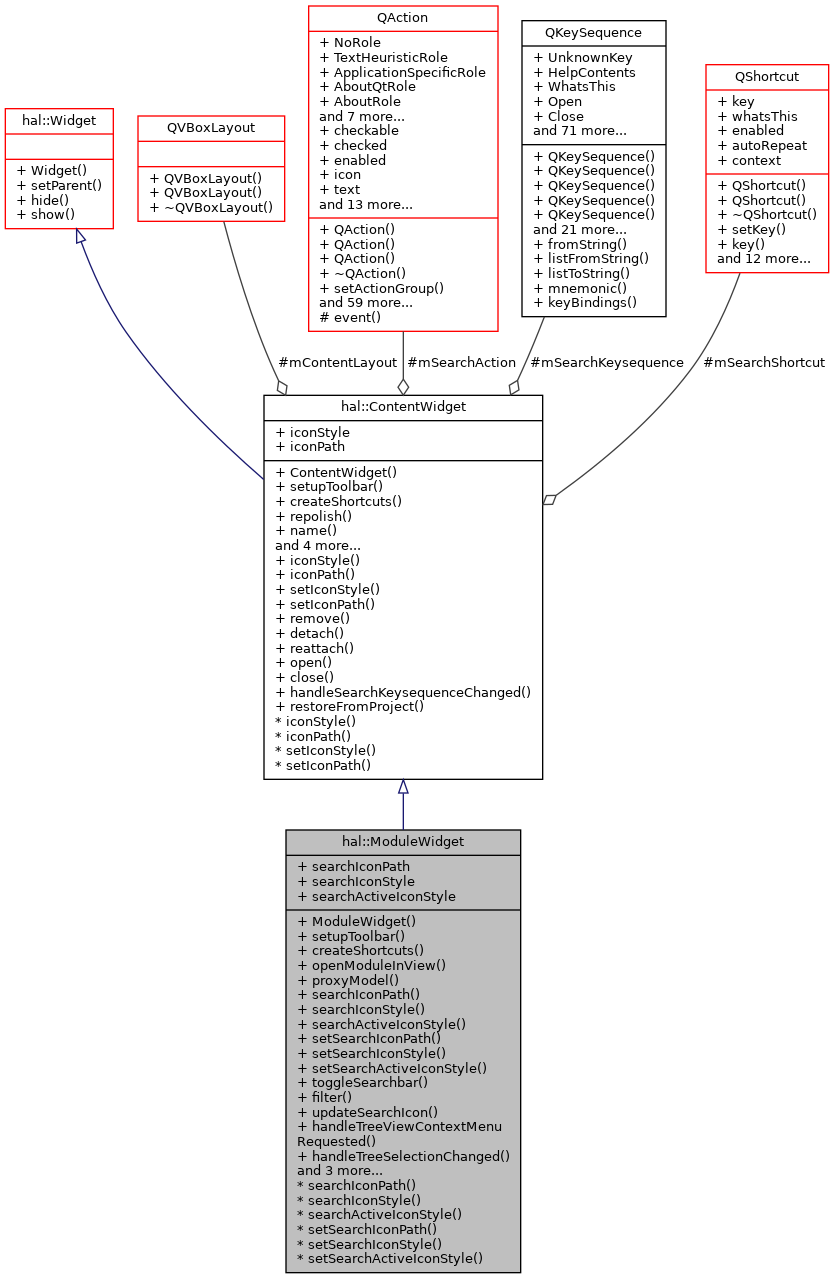 QAction
+ NoRole
+ TextHeuristicRole
+ ApplicationSpecificRole
+ AboutQtRole
+ AboutRole
and 7 more...
+ checkable
+ checked
+ enabled
+ icon
+ text
and 13 more...
+ QAction()
+ QAction()
+ QAction()
+ ~QAction()
+ setActionGroup()
and 59 more...
# event()
QKeySequence
+ UnknownKey
+ HelpContents
+ WhatsThis
+ Open
+ Close
and 71 more...
+ QKeySequence()
+ QKeySequence()
+ QKeySequence()
+ QKeySequence()
+ QKeySequence()
and 21 more...
+ fromString()
+ listFromString()
+ listToString()
+ mnemonic()
+ keyBindings()
QShortcut
+ key
+ whatsThis
+ enabled
+ autoRepeat
+ context
+ QShortcut()
+ QShortcut()
+ ~QShortcut()
+ setKey()
+ key()
and 12 more...
hal::Widget
+ Widget()
+ setParent()
+ hide()
+ show()
QVBoxLayout
+ QVBoxLayout()
+ QVBoxLayout()
+ ~QVBoxLayout()
#mContentLayout
#mSearchAction
#mSearchKeysequence
#mSearchShortcut
hal::ContentWidget
+ iconStyle
+ iconPath
+ ContentWidget()
+ setupToolbar()
+ createShortcuts()
+ repolish()
+ name()
and 4 more...
+ iconStyle()
+ iconPath()
+ setIconStyle()
+ setIconPath()
+ remove()
+ detach()
+ reattach()
+ open()
+ close()
+ handleSearchKeysequenceChanged()
+ restoreFromProject()
* iconStyle()
* iconPath()
* setIconStyle()
* setIconPath()
hal::ModuleWidget
+ searchIconPath
+ searchIconStyle
+ searchActiveIconStyle
+ ModuleWidget()
+ setupToolbar()
+ createShortcuts()
+ openModuleInView()
+ proxyModel()
+ searchIconPath()
+ searchIconStyle()
+ searchActiveIconStyle()
+ setSearchIconPath()
+ setSearchIconStyle()
+ setSearchActiveIconStyle()
+ toggleSearchbar()
+ filter()
+ updateSearchIcon()
+ handleTreeViewContextMenu
Requested()
+ handleTreeSelectionChanged()
and 3 more...
* searchIconPath()
* searchIconStyle()
* searchActiveIconStyle()
* setSearchIconPath()
* setSearchIconStyle()
* setSearchActiveIconStyle()